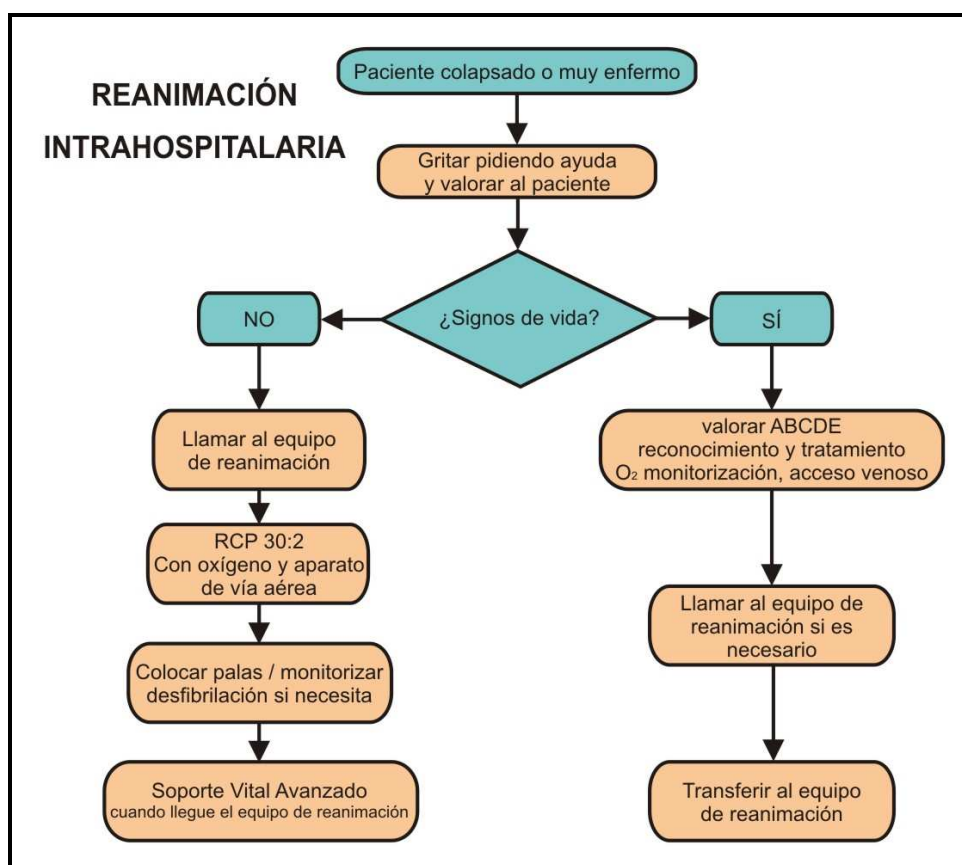 REANIMACIÓN
INTRAHOSPITALARIA
Paciente colapsado o muy enfermo
Gritar pidiendo ayuda
y valorar al paciente
¿Signos de vida?
NO
SÍ
Llamar al equipo
de reanimación
RCP 30:2
Con oxígeno y aparato
de vía aérea
Colocar palas / monitorizar
desfibrilación si necesita
Soporte Vital Avanzado
cuando llegue el equipo de reanimación
valorar ABCDE
reconocimiento y tratamiento
O₂ monitorización, acceso venoso
Llamar al equipo de
reanimación si es
necesario
Transferir al equipo
de reanimación